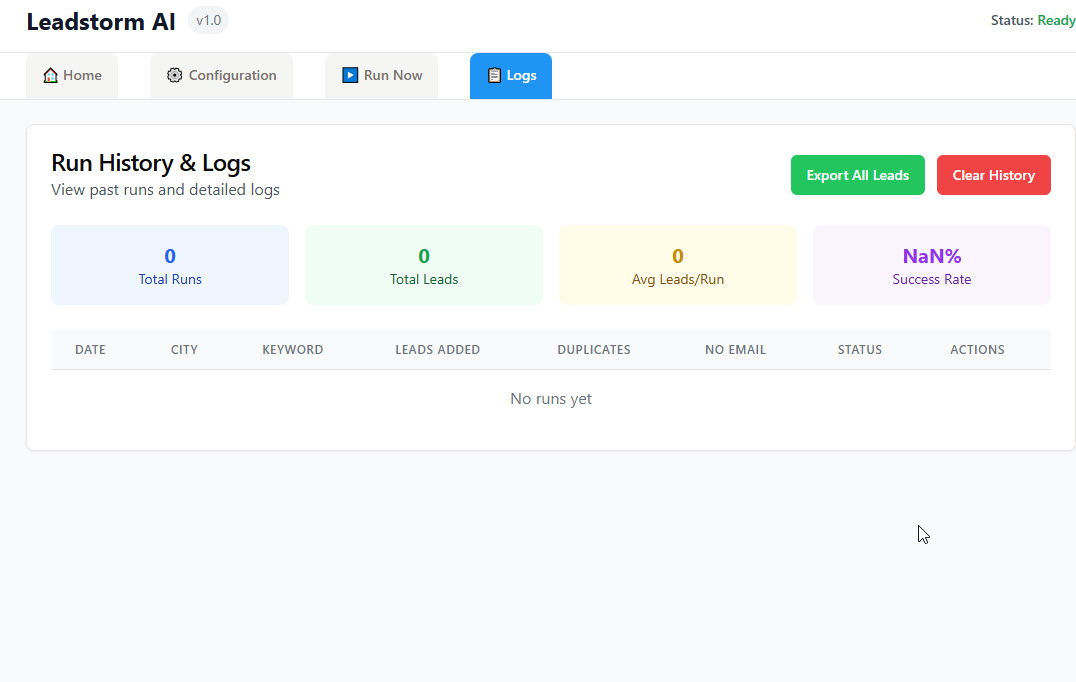 Leadstorm AI v1.0 Status: Ready
Home Configuration Run Now Logs
Run History & Logs
View past runs and detailed logs
Export All Leads Clear History
0 0 0 NaN%
Total Runs Total Leads Avg Leads/Run Success Rate
DATE CITY KEYWORD LEADS ADDED DUPLICATES NO EMAIL STATUS ACTIONS
No runs yet